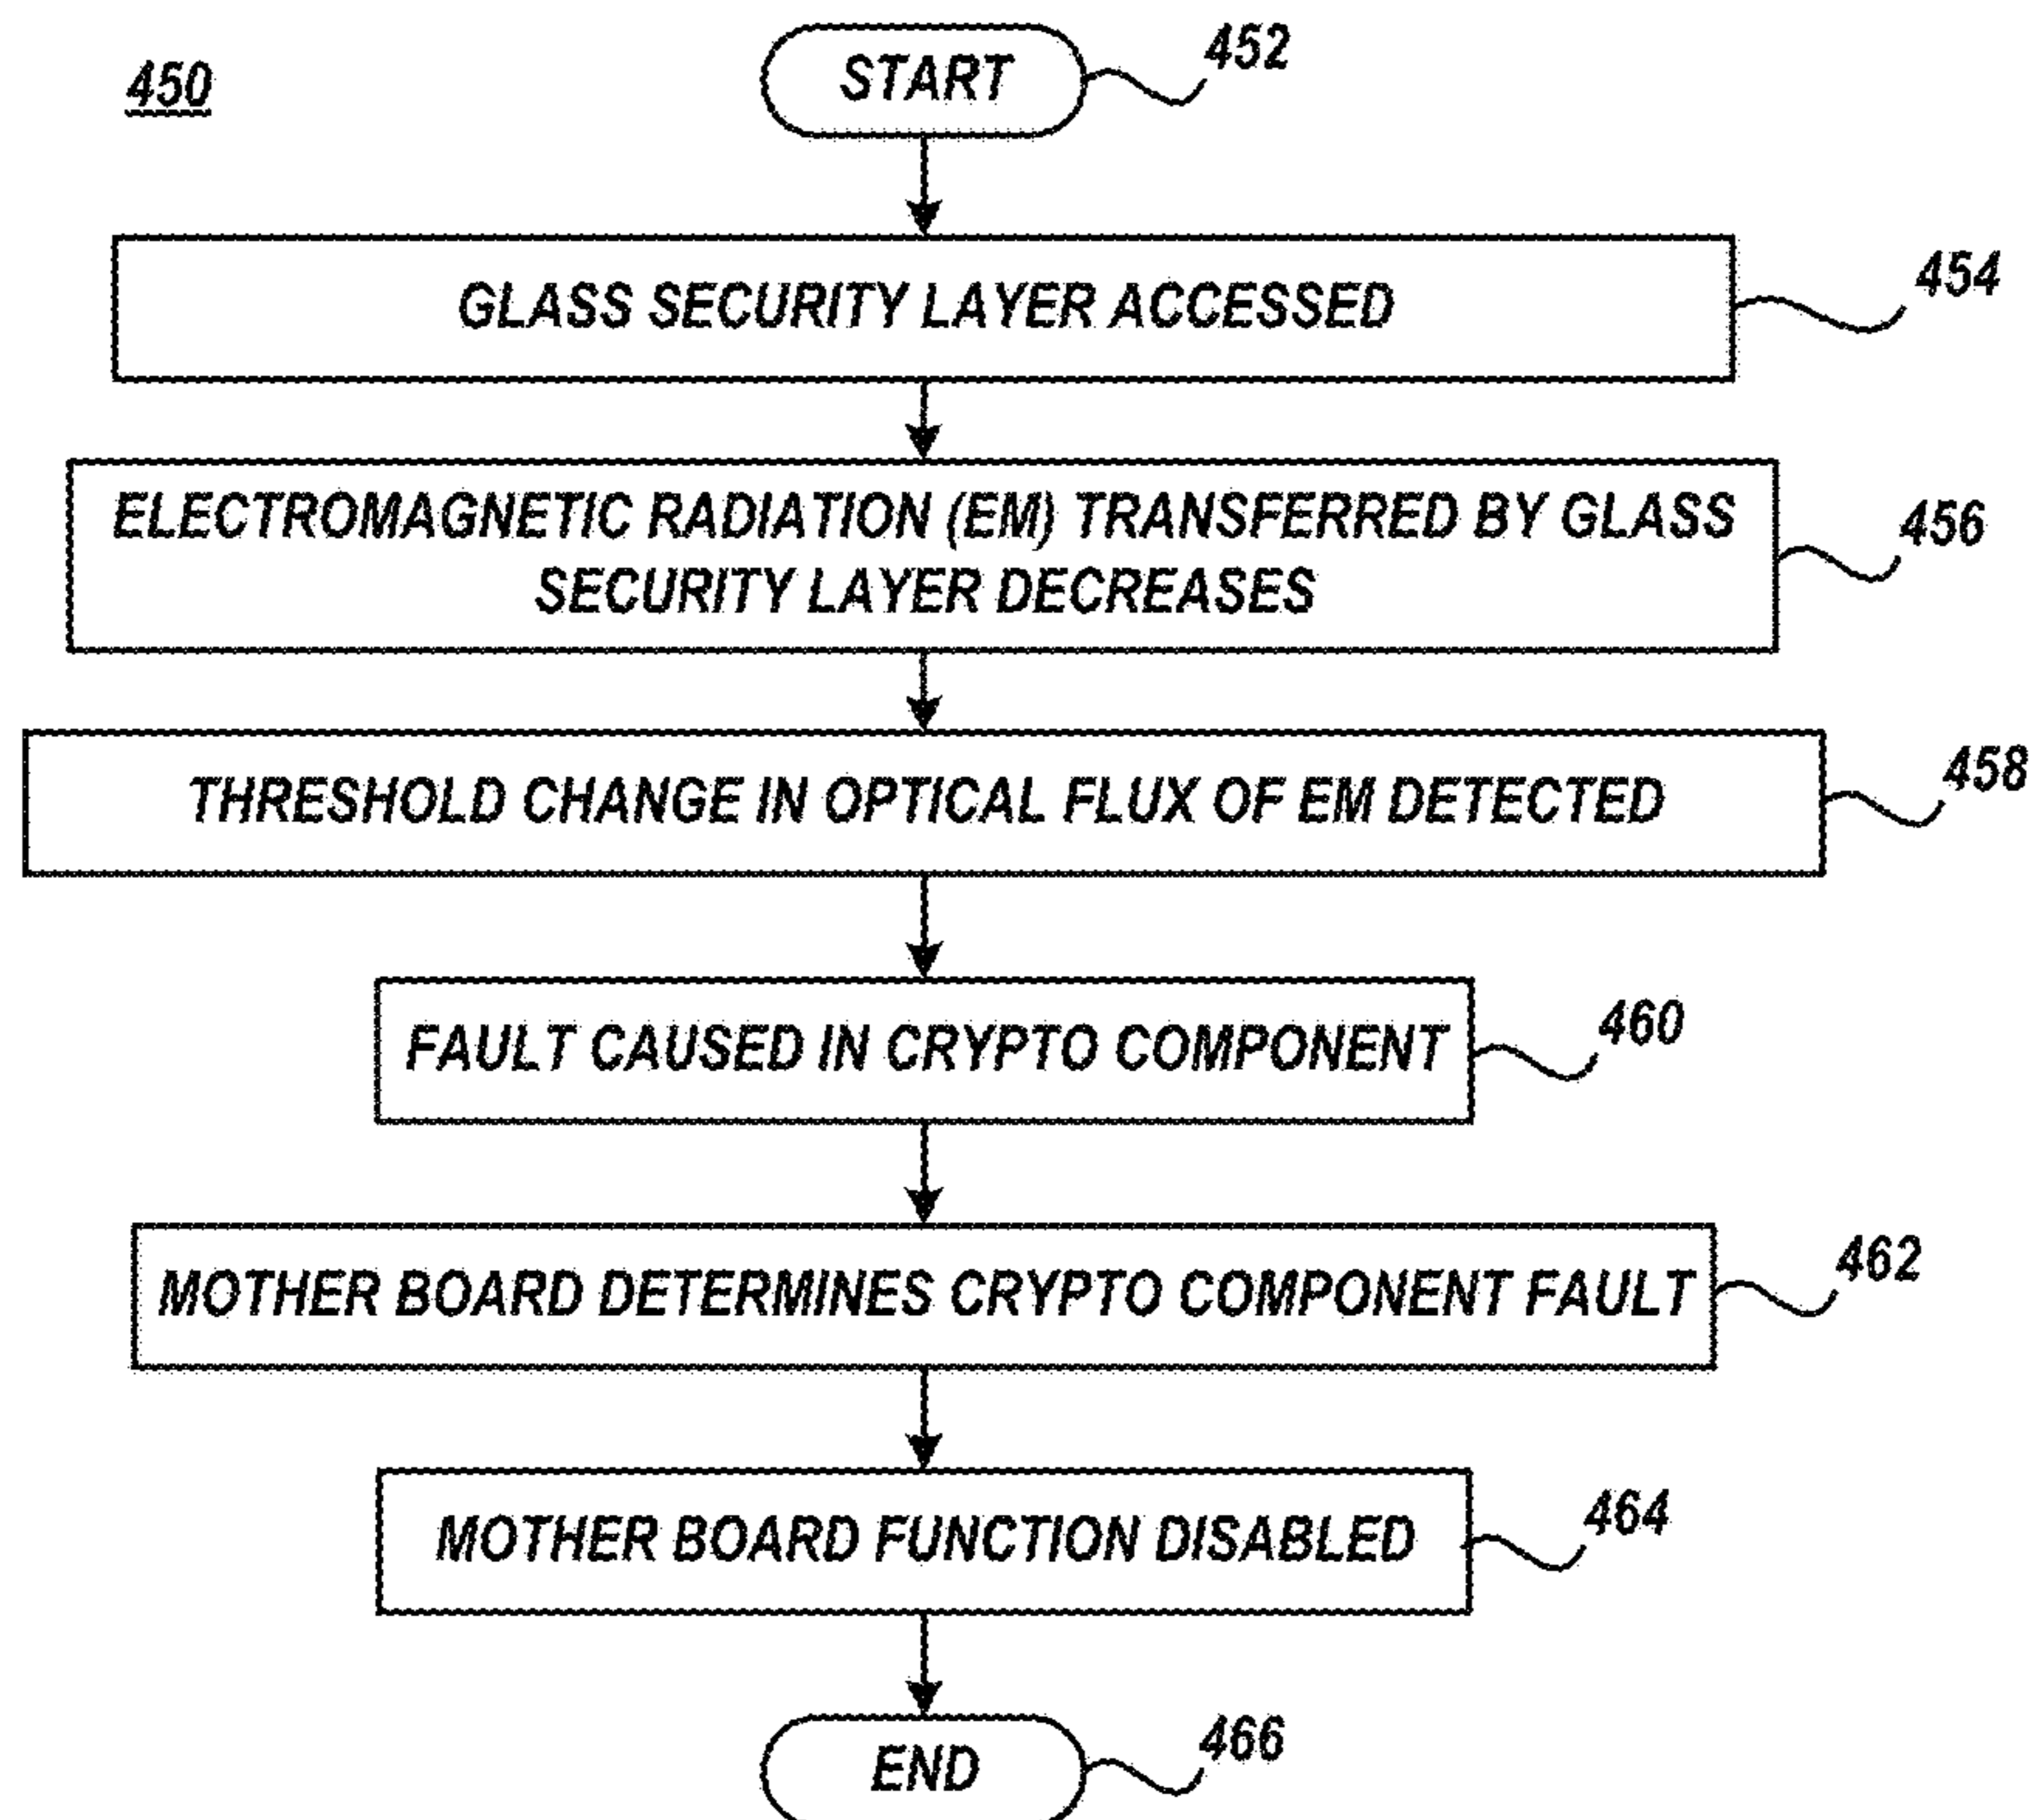 450
START
452
GLASS SECURITY LAYER ACCESSED
454
ELECTROMAGNETIC RADIATION (EM) TRANSFERRED BY GLASS
SECURITY LAYER DECREASES
456
THRESHOLD CHANGE IN OPTICAL FLUX OF EM DETECTED
458
FAULT CAUSED IN CRYPTO COMPONENT
460
MOTHER BOARD DETERMINES CRYPTO COMPONENT FAULT
462
MOTHER BOARD FUNCTION DISABLED
464
END
466